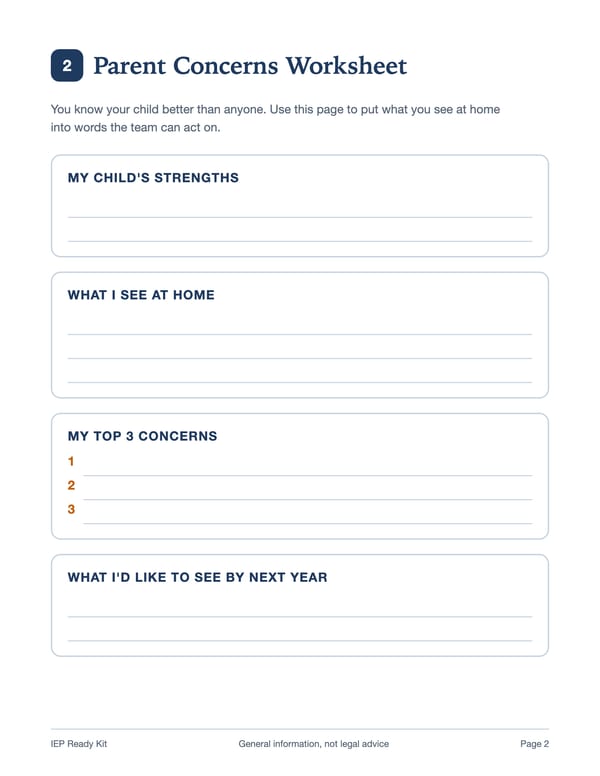 2 Parent Concerns Worksheet
You know your child better than anyone. Use this page to put what you see at home
into words the team can act on.
MY CHILD'S STRENGTHS
WHAT I SEE AT HOME
MY TOP 3 CONCERNS
1
2
3
WHAT I'D LIKE TO SEE BY NEXT YEAR
IEP Ready Kit General information, not legal advice Page 2